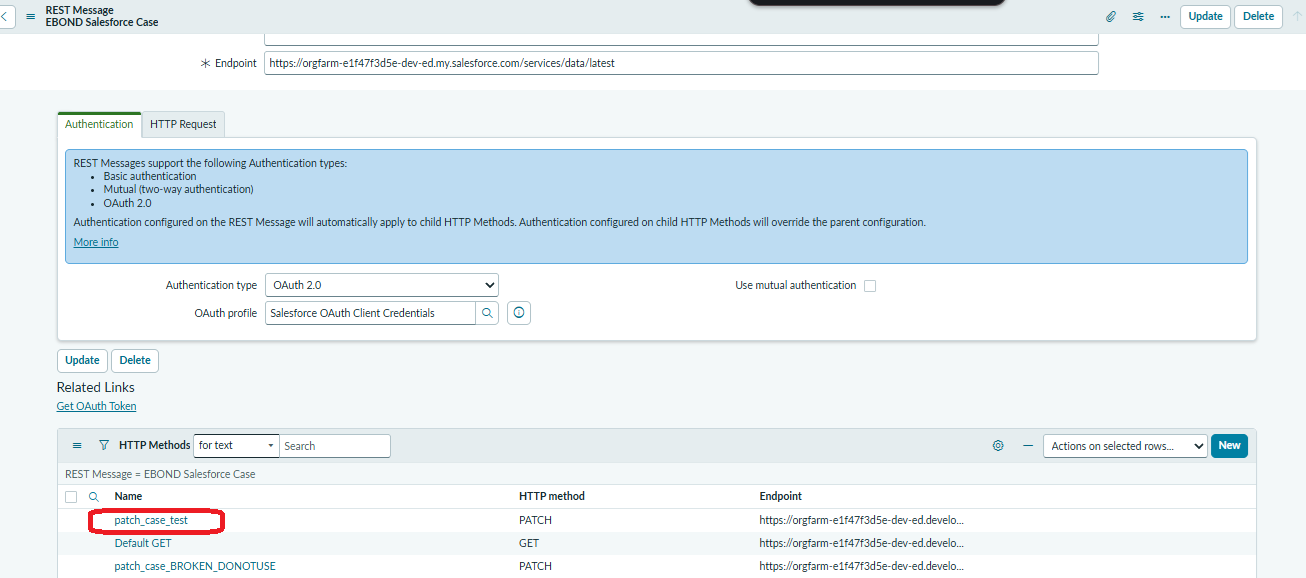 REST Message
EBOND Salesforce Case
Update
Delete
Endpoint
https://orgfarm-e1f47f3d5e-dev-ed.my.salesforce.com/services/data/latest
Authentication
HTTP Request
REST Messages support the following Authentication types:
• Basic authentication
• Mutual (two-way authentication)
• OAuth 2.0
Authentication configured on the REST Message will automatically apply to child HTTP Methods. Authentication configured on child HTTP Methods will override the parent configuration.
More info
Authentication type OAuth 2.0 Use mutual authentication
OAuth profile Salesforce OAuth Client Credentials
Update Delete
Related Links
Get OAuth Token
HTTP Methods for text Search Actions on selected rows... New
REST Message = EBOND Salesforce Case
Name HTTP method Endpoint
patch_case_test PATCH https://orgfarm-e1f47f3d5e-dev-ed.develo...
Default GET GET https://orgfarm-e1f47f3d5e-dev-ed.develo...
patch_case_BROKEN_DONOTUSE PATCH https://orgfarm-e1f47f3d5e-dev-ed.develo...